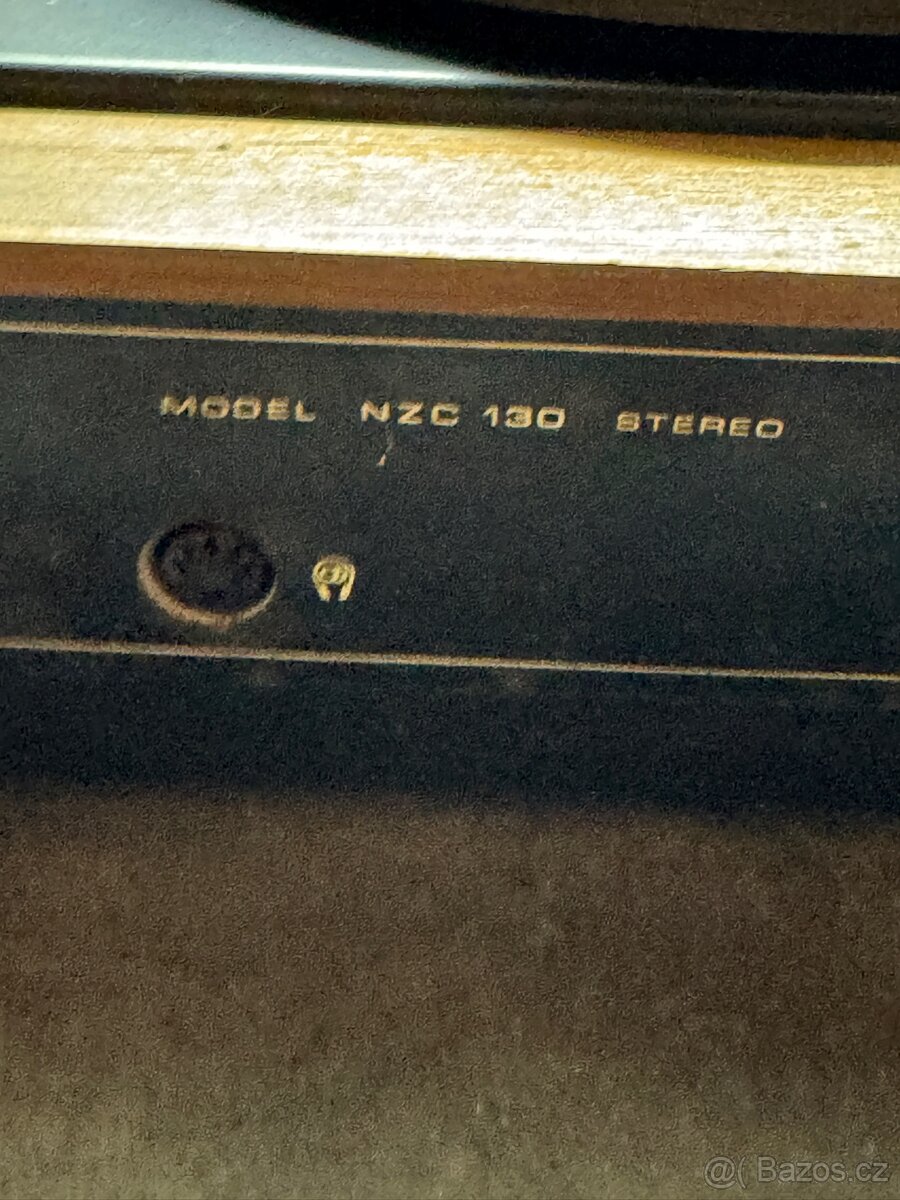 MODEL NZC 130 STEREO
@( Bazos.cz